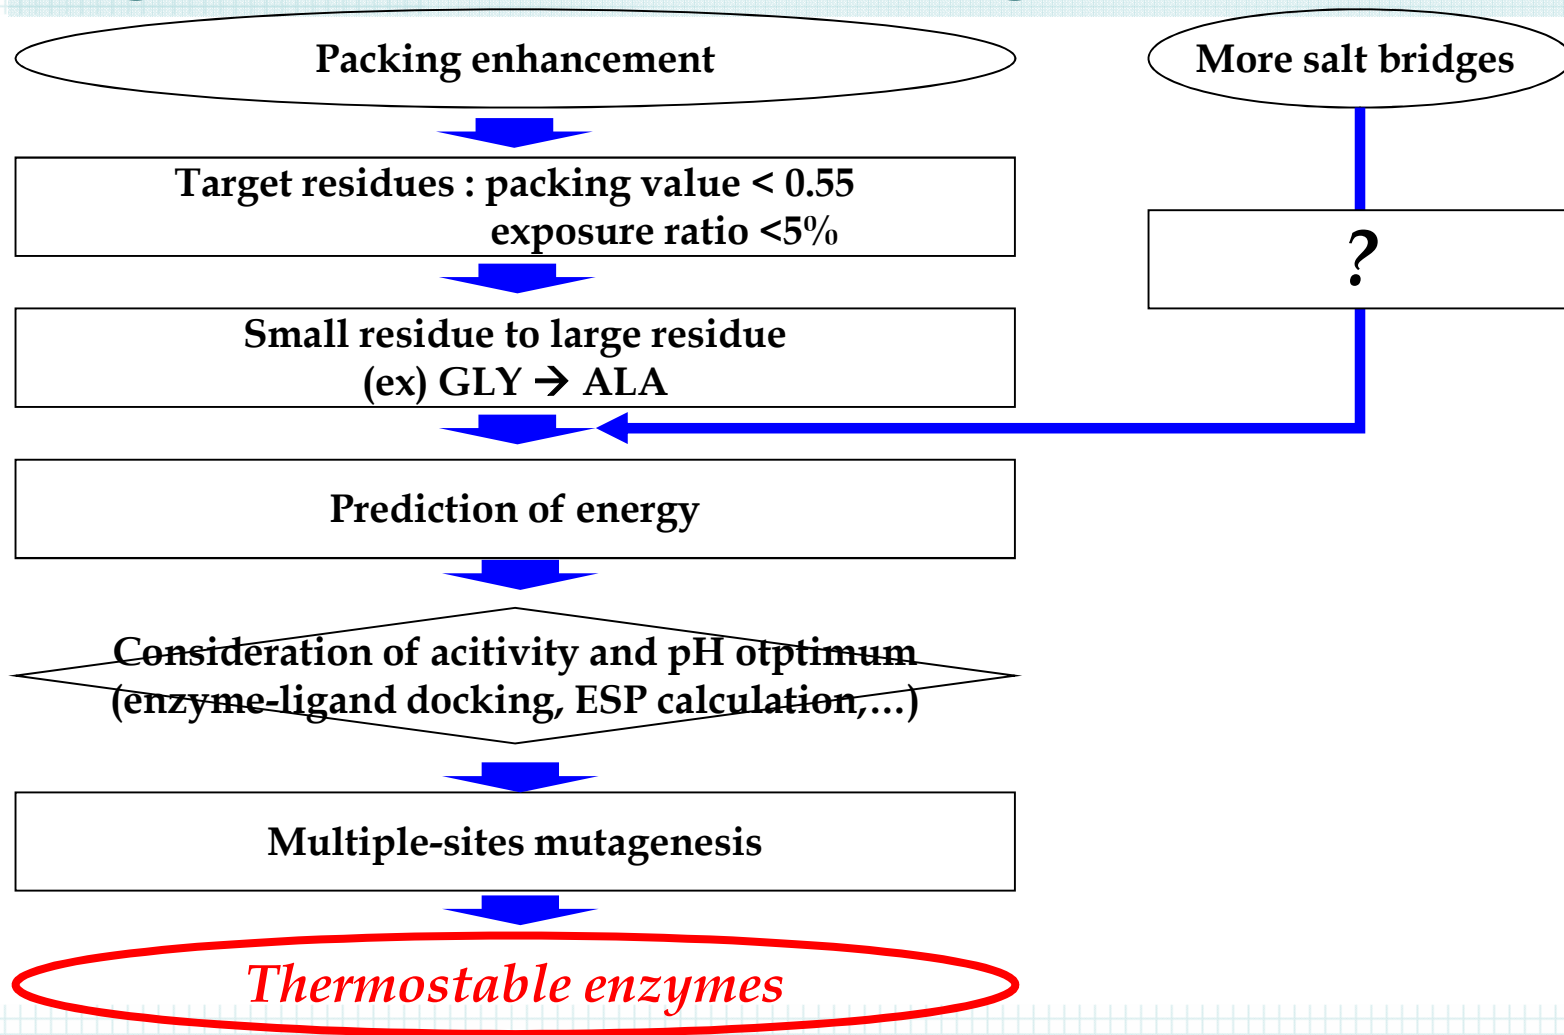 Packing enhancement
More salt bridges
Target residues : packing value < 0.55
exposure ratio <5%
?
Small residue to large residue
(ex) GLY → ALA
Prediction of energy
Consideration of acitivity and pH otptimum
(enzyme-ligand docking, ESP calculation,…)
Multiple-sites mutagenesis
Thermostable enzymes